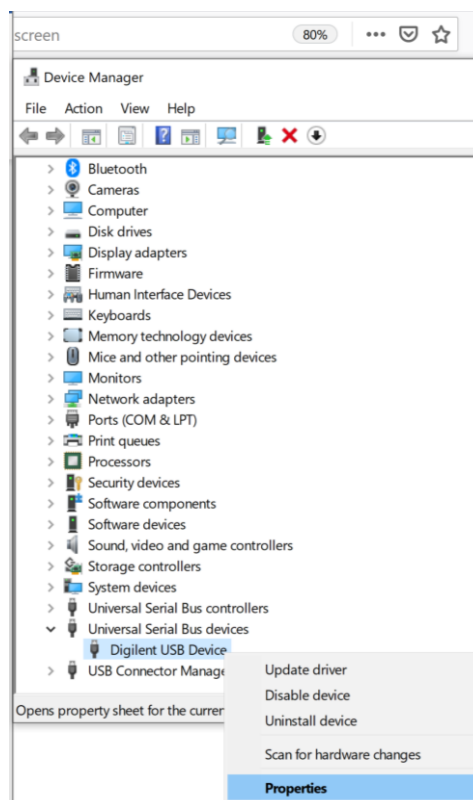 screen
80%
Device Manager
File Action View Help
Bluetooth
Cameras
Computer
Disk drives
Display adapters
Firmware
Human Interface Devices
Keyboards
Memory technology devices
Mice and other pointing devices
Monitors
Network adapters
Ports (COM & LPT)
Print queues
Processors
Security devices
Software components
Software devices
Sound, video and game controllers
Storage controllers
System devices
Universal Serial Bus controllers
Universal Serial Bus devices
Digilent USB Device
USB Connector Manage
Opens property sheet for the curren
Update driver
Disable device
Uninstall device
Scan for hardware changes
Properties